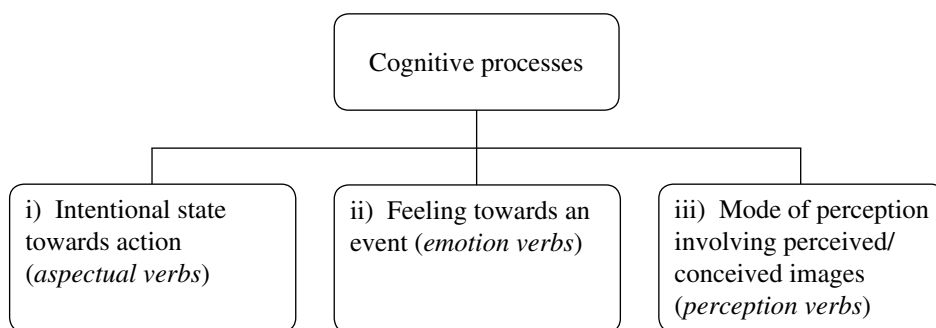 Cognitive processes
i) Intentional state
towards action
(aspectual verbs)
ii) Feeling towards an
event (emotion verbs)
iii) Mode of perception
involving perceived/
conceived images
(perception verbs)